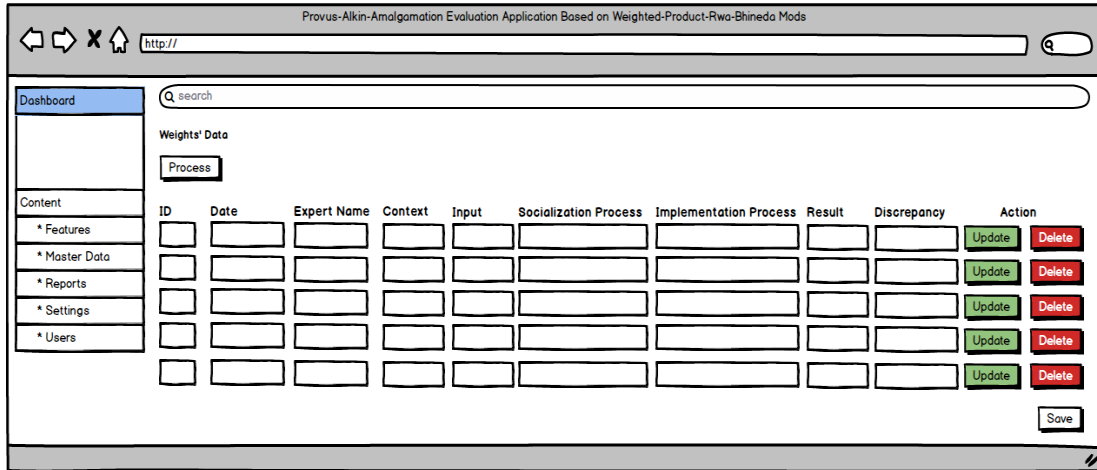 Provus-Alkin-Amalgamation Evaluation Application Based on Weighted-Product-Rwa-Bhineda Mods
http://
Dashboard
search
Weights' Data
Process
Content
* Features
* Master Data
* Reports
* Settings
* Users
ID Date Expert Name Context Input Socialization Process Implementation Process Result Discrepancy Action
Update Delete
Update Delete
Update Delete
Update Delete
Update Delete
Save